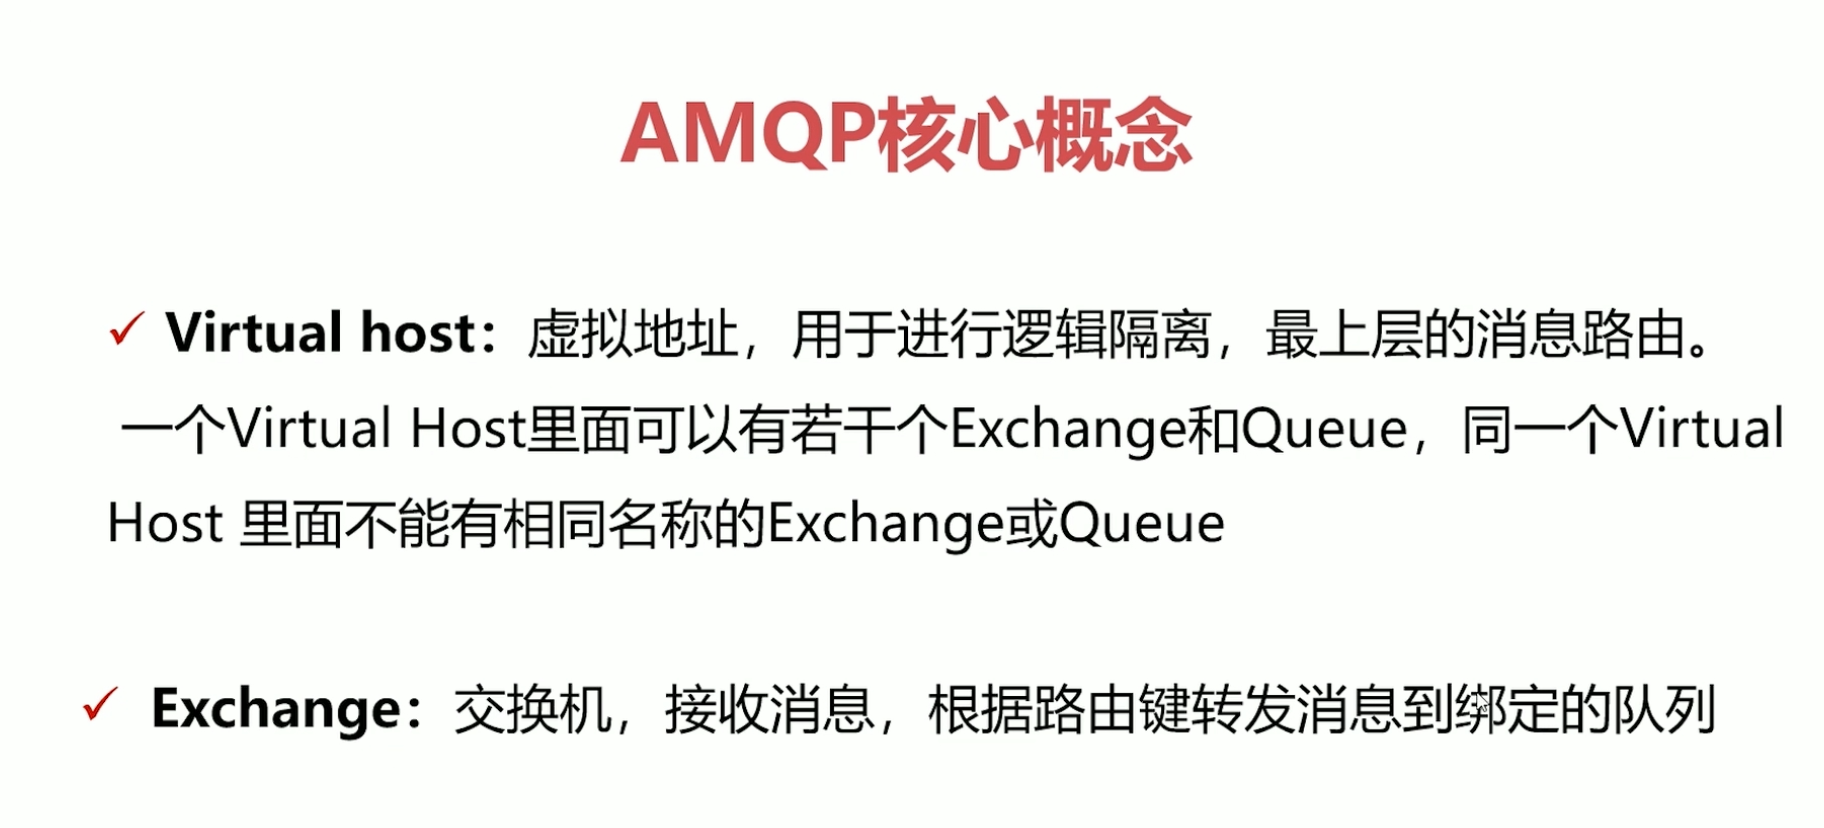 AMQP核心概念
Virtual host：虚拟地址，用于进行逻辑隔离，最上层的消息路由。
一个Virtual Host里面可以有若干个Exchange和Queue，同一个Virtual
Host 里面不能有相同名称的Exchange或Queue
Exchange：交换机，接收消息，根据路由键转发消息到绑定的队列